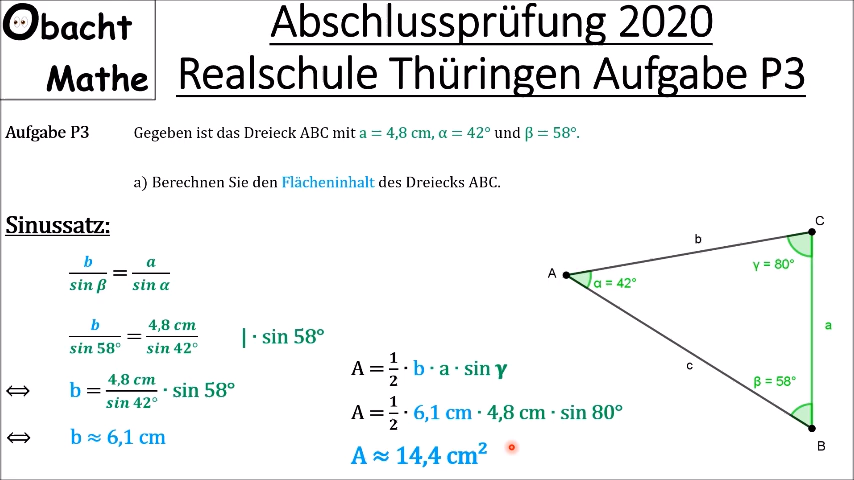 Obacht
Mathe
Abschlussprüfung 2020
Realschule Thüringen Aufgabe P3
Aufgabe P3 Gegeben ist das Dreieck ABC mit a = 4,8 cm, α = 42° und β = 58°.
a) Berechnen Sie den Flächeninhalt des Dreiecks ABC.
Sinussatz:
b/sin β = a/sin α
b/sin 58° = 4,8 cm/sin 42° | · sin 58°
⇔ b = 4,8 cm/sin 42° · sin 58°
⇔ b ≈ 6,1 cm
A = 1/2 · b · a · sin γ
A = 1/2 · 6,1 cm · 4,8 cm · sin 80°
A ≈ 14,4 cm²
C
b
γ = 80°
A
α = 42°
a
c
β = 58°
B